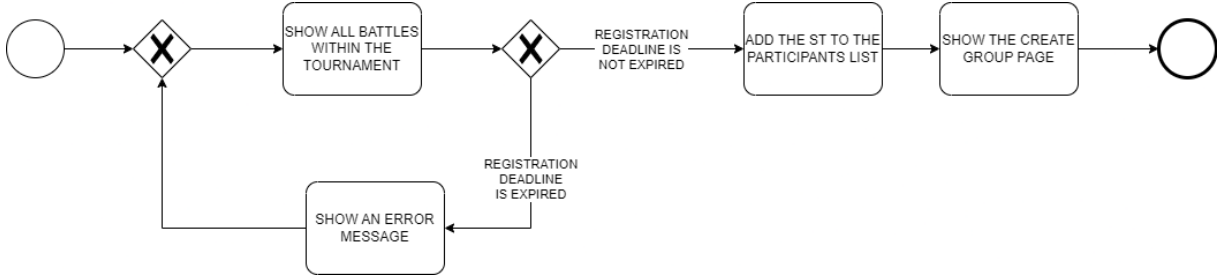 SHOW ALL BATTLES
WITHIN THE
TOURNAMENT
REGISTRATION
DEADLINE IS
NOT EXPIRED
ADD THE ST TO THE
PARTICIPANTS LIST
SHOW THE CREATE
GROUP PAGE
REGISTRATION
DEADLINE
IS EXPIRED
SHOW AN ERROR
MESSAGE